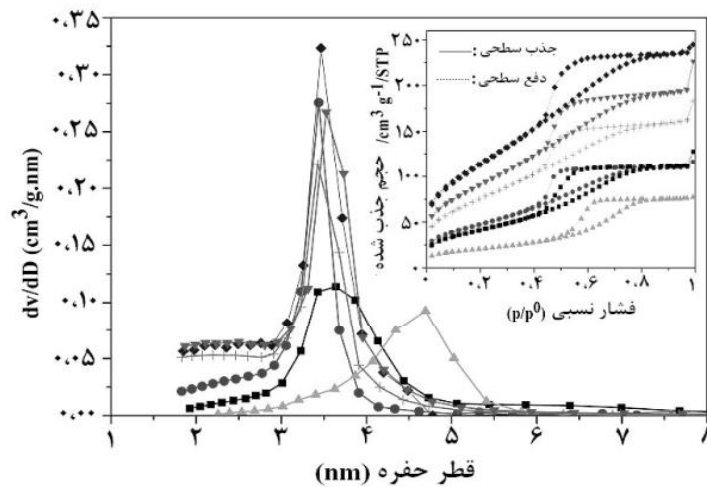 ۰٫۳۵
۰٫۳۰
۰٫۲۵
۰٫۲۰
۰٫۱۵
۰٫۱۰
۰٫۰۵
۰٫۰۰
dv/dD (cm³/g.nm)
۱ ۲ ۳ ۴ ۵ ۶ ۷ ۸
قطر حفره (nm)
۲۵۰
۲۰۰
۱۵۰
۱۰۰
۵۰
۰
حجم جذب شده
/cm³ g⁻¹/STP
جذب سطحی:
دفع سطحی:
۰ ۰.۲ ۰.۴ ۰.۶ ۰.۸ ۱
فشار نسبی (p/p⁰)